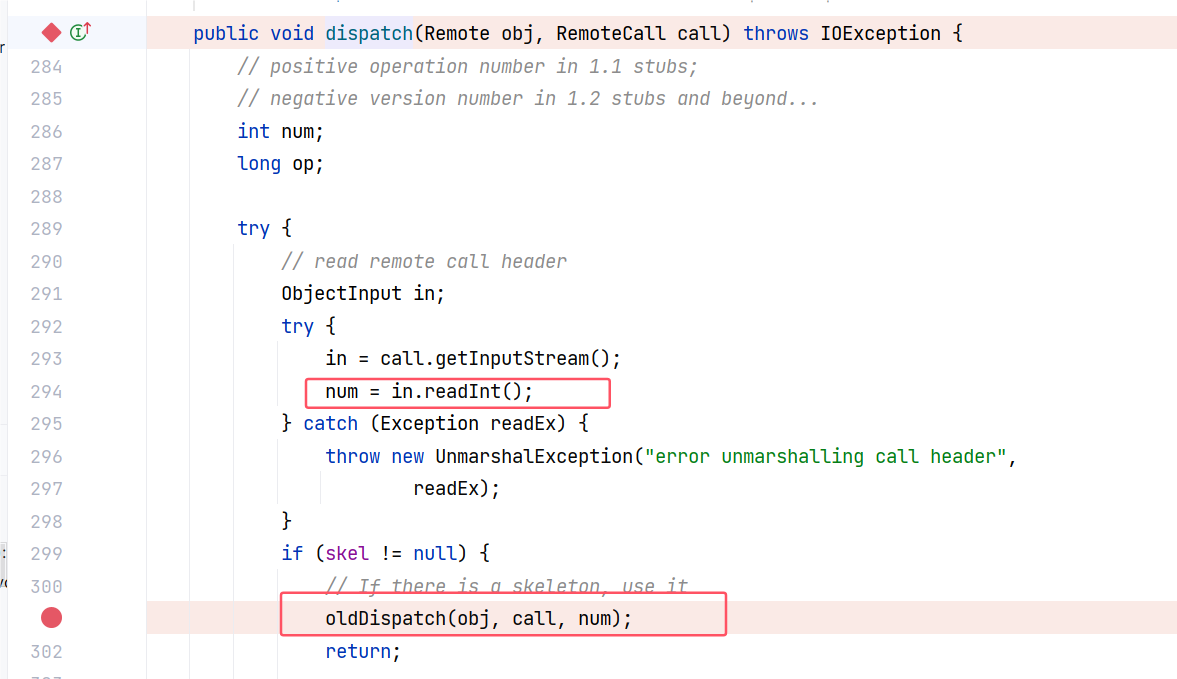 public void dispatch(Remote obj, RemoteCall call) throws IOException {
284 // positive operation number in 1.1 stubs;
285 // negative version number in 1.2 stubs and beyond...
286 int num;
287 long op;
288
289 try {
290 // read remote call header
291 ObjectInput in;
292 try {
293 in = call.getInputStream();
294 num = in.readInt();
295 } catch (Exception readEx) {
296 throw new UnmarshalException("error unmarshalling call header",
297 readEx);
298 }
299 if (skel != null) {
300 // If there is a skeleton, use it
oldDispatch(obj, call, num);
302 return;